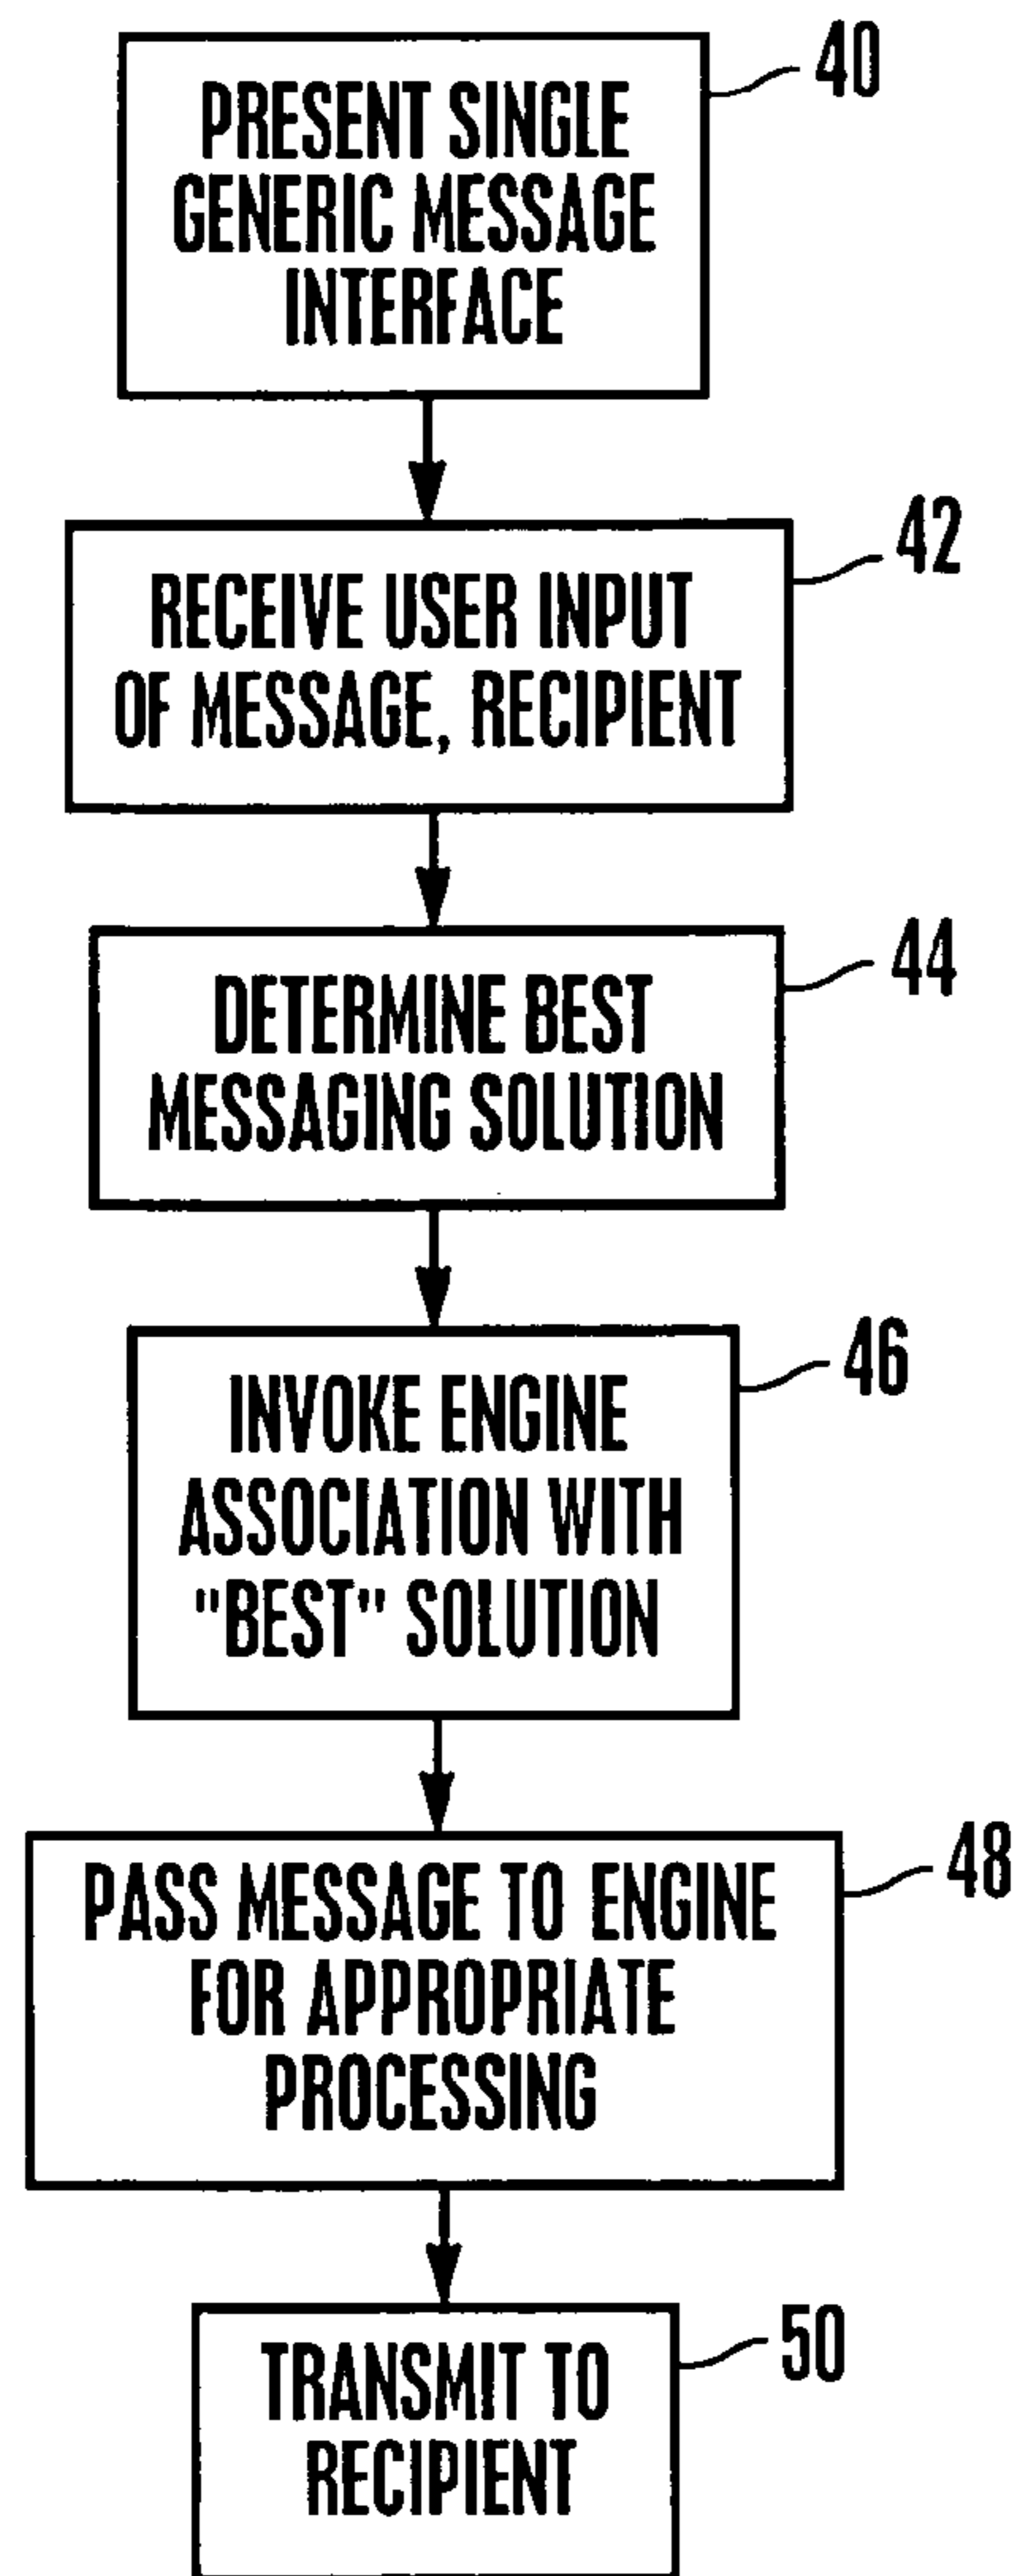 40
PRESENT SINGLE
GENERIC MESSAGE
INTERFACE
42
RECEIVE USER INPUT
OF MESSAGE, RECIPIENT
44
DETERMINE BEST
MESSAGING SOLUTION
46
INVOKE ENGINE
ASSOCIATION WITH
"BEST" SOLUTION
48
PASS MESSAGE TO ENGINE
FOR APPROPRIATE
PROCESSING
50
TRANSMIT TO
RECIPIENT